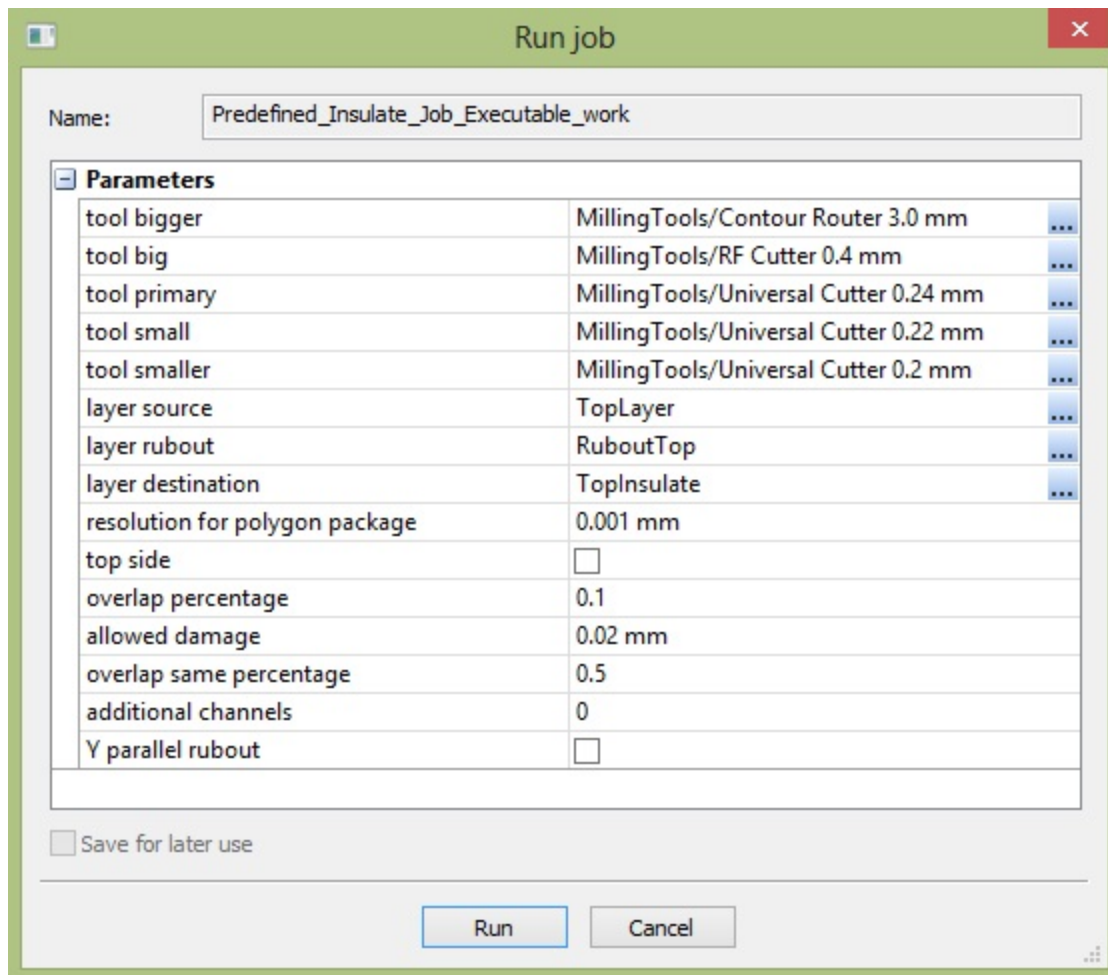 Run job
Name: Predefined_Insulate_Job_Executable_work
Parameters
tool bigger MillingTools/Contour Router 3.0 mm ...
tool big MillingTools/RF Cutter 0.4 mm ...
tool primary MillingTools/Universal Cutter 0.24 mm ...
tool small MillingTools/Universal Cutter 0.22 mm ...
tool smaller MillingTools/Universal Cutter 0.2 mm ...
layer source TopLayer ...
layer rubout RuboutTop ...
layer destination TopInsulate ...
resolution for polygon package 0.001 mm
top side
overlap percentage 0.1
allowed damage 0.02 mm
overlap same percentage 0.5
additional channels 0
Y parallel rubout
Save for later use
Run Cancel